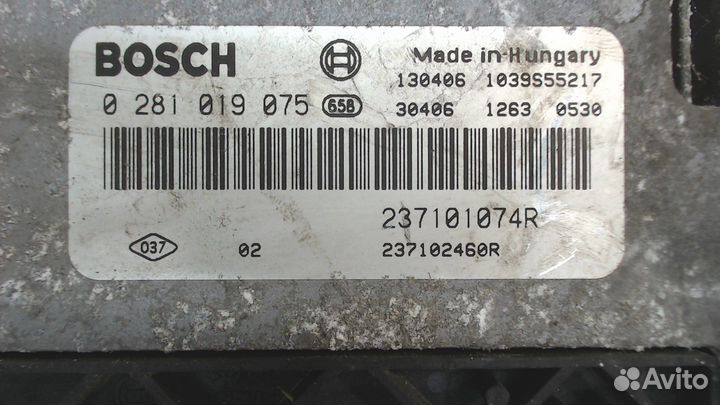 BOSCH
Made in Hungary
130406 1039S55217
0 281 019 075 658
30406 1263 0530
237101074R
037 02 237102460R
Avito